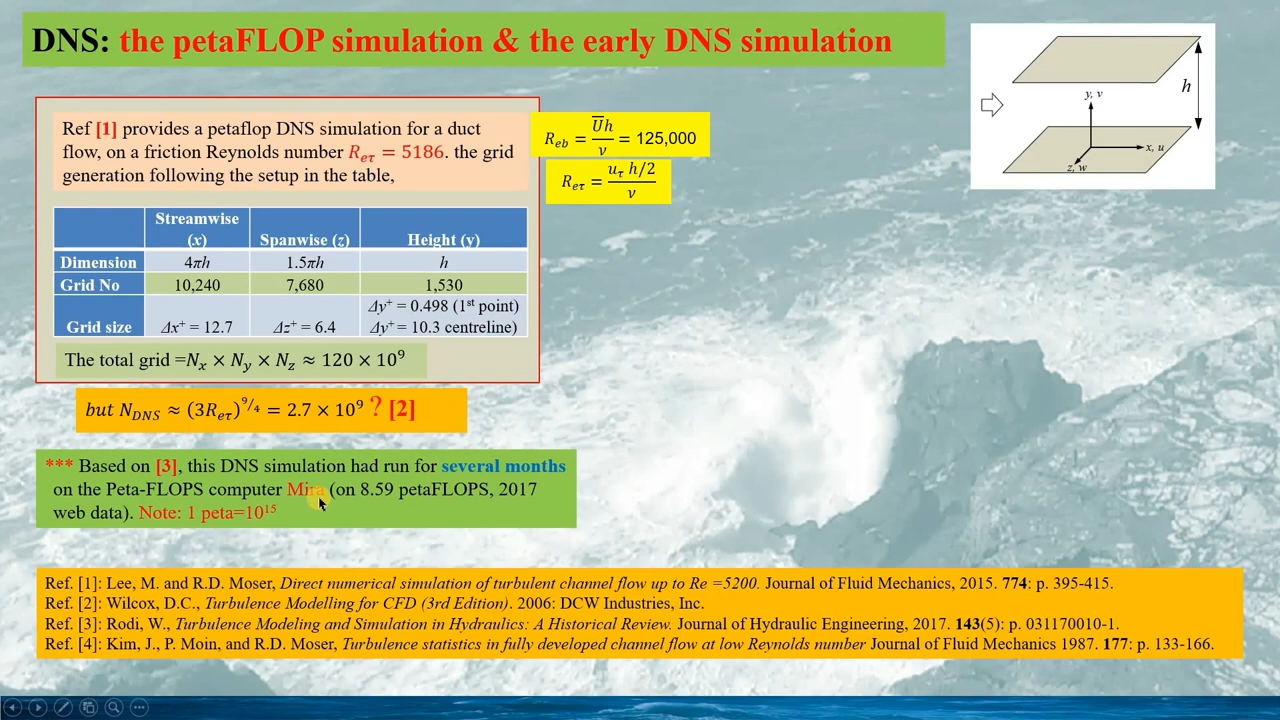 DNS: the petaFLOP simulation & the early DNS simulation
Ref [1] provides a petaflop DNS simulation for a duct
flow, on a friction Reynolds number R_eτ = 5186. the grid
generation following the setup in the table,
R_eb = U̅h/ν = 125,000
R_eτ = u_τ h/2 / ν
h
y, v
x, u
z, w
Streamwise
(x) Spanwise (z) Height (y)
Dimension 4πh 1.5πh h
Grid No 10,240 7,680 1,530
Δy⁺ = 0.498 (1ˢᵗ point)
Grid size Δx⁺ = 12.7 Δz⁺ = 6.4 Δy⁺= 10.3 centreline)
The total grid =N_x × N_y × N_z ≈ 120 × 10⁹
but N_DNS ≈ (3R_eτ)^9/4 = 2.7 × 10⁹ ? [2]
*** Based on [3], this DNS simulation had run for several months
on the Peta-FLOPS computer Mira (on 8.59 petaFLOPS, 2017
web data). Note: 1 peta=10¹⁵
Ref. [1]: Lee, M. and R.D. Moser, Direct numerical simulation of turbulent channel flow up to Re =5200. Journal of Fluid Mechanics, 2015. 774: p. 395-415.
Ref. [2]: Wilcox, D.C., Turbulence Modelling for CFD (3rd Edition). 2006: DCW Industries, Inc.
Ref. [3]: Rodi, W., Turbulence Modeling and Simulation in Hydraulics: A Historical Review. Journal of Hydraulic Engineering, 2017. 143(5): p. 031170010-1.
Ref. [4]: Kim, J., P. Moin, and R.D. Moser, Turbulence statistics in fully developed channel flow at low Reynolds number Journal of Fluid Mechanics 1987. 177: p. 133-166.